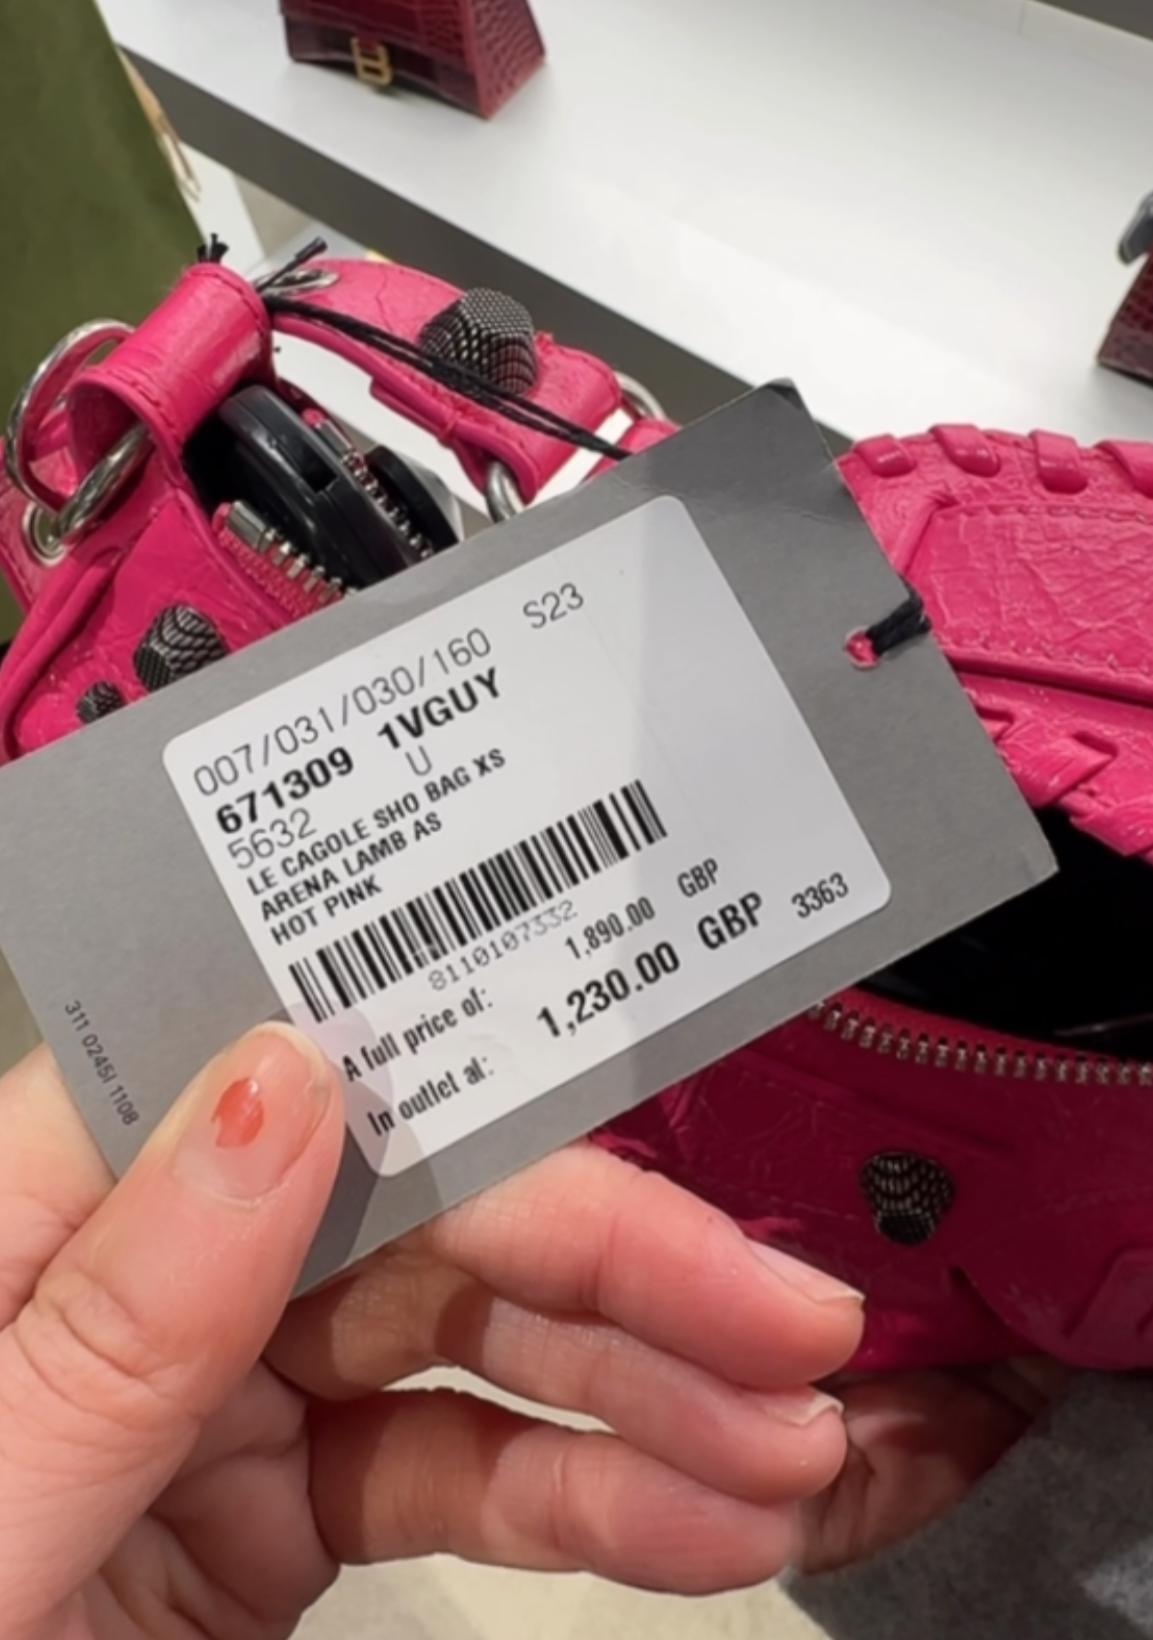 007/031/030/160 S23
671309 1VGUY
5632 U
LE CAGOLE SHO BAG XS
ARENA LAMB AS
HOT PINK
8110107332
A full price of: 1,890.00 GBP
In outlet at: 1,230.00 GBP 3363
311 0245I 1108